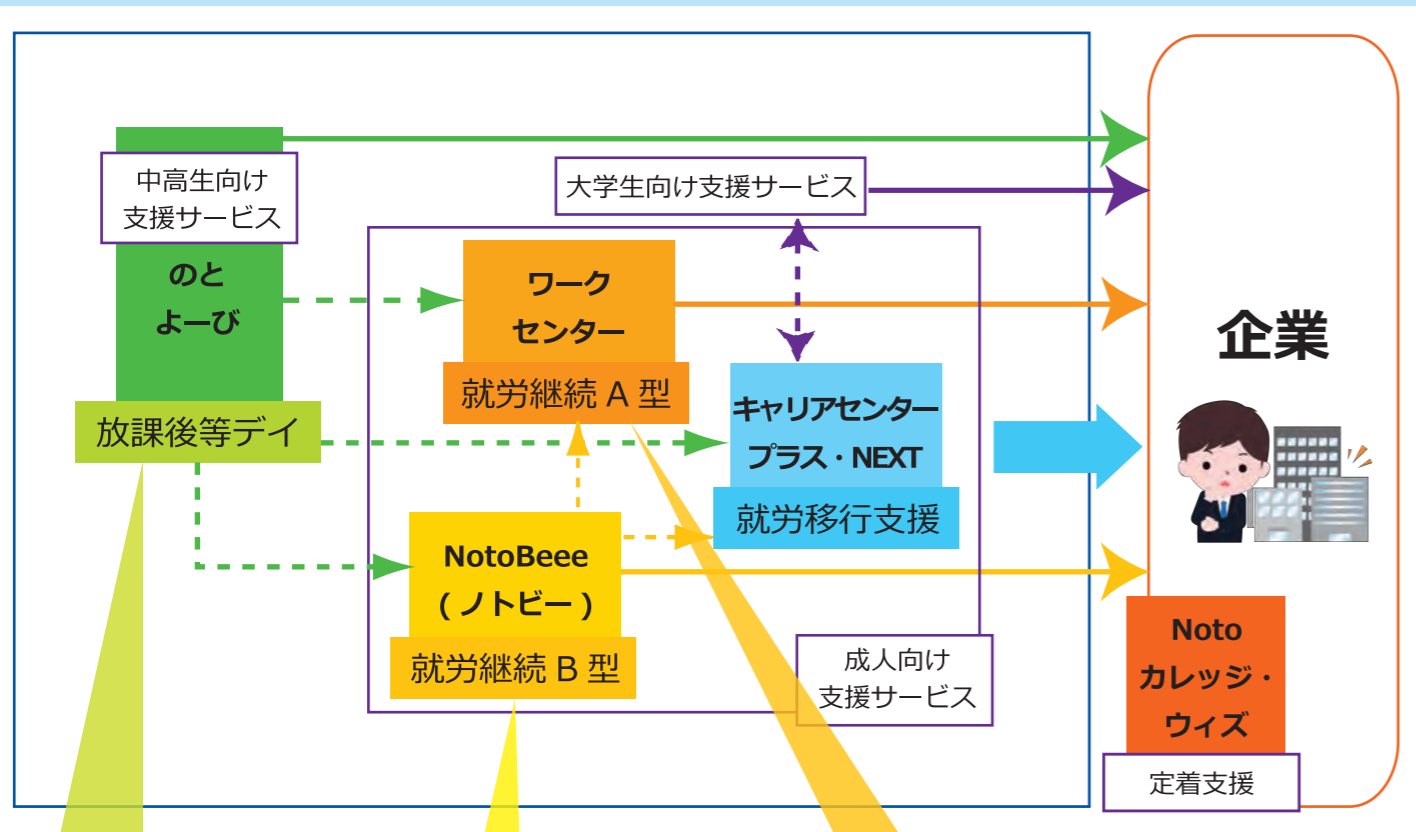 中高生向け
支援サービス
のと
よーび
放課後等デイ
大学生向け支援サービス
ワーク
センター
就労継続 A 型
キャリアセンター
プラス・NEXT
就労移行支援
NotoBeee
( ノトビー )
就労継続 B 型
成人向け
支援サービス
企業
Noto
カレッジ・
ウィズ
定着支援